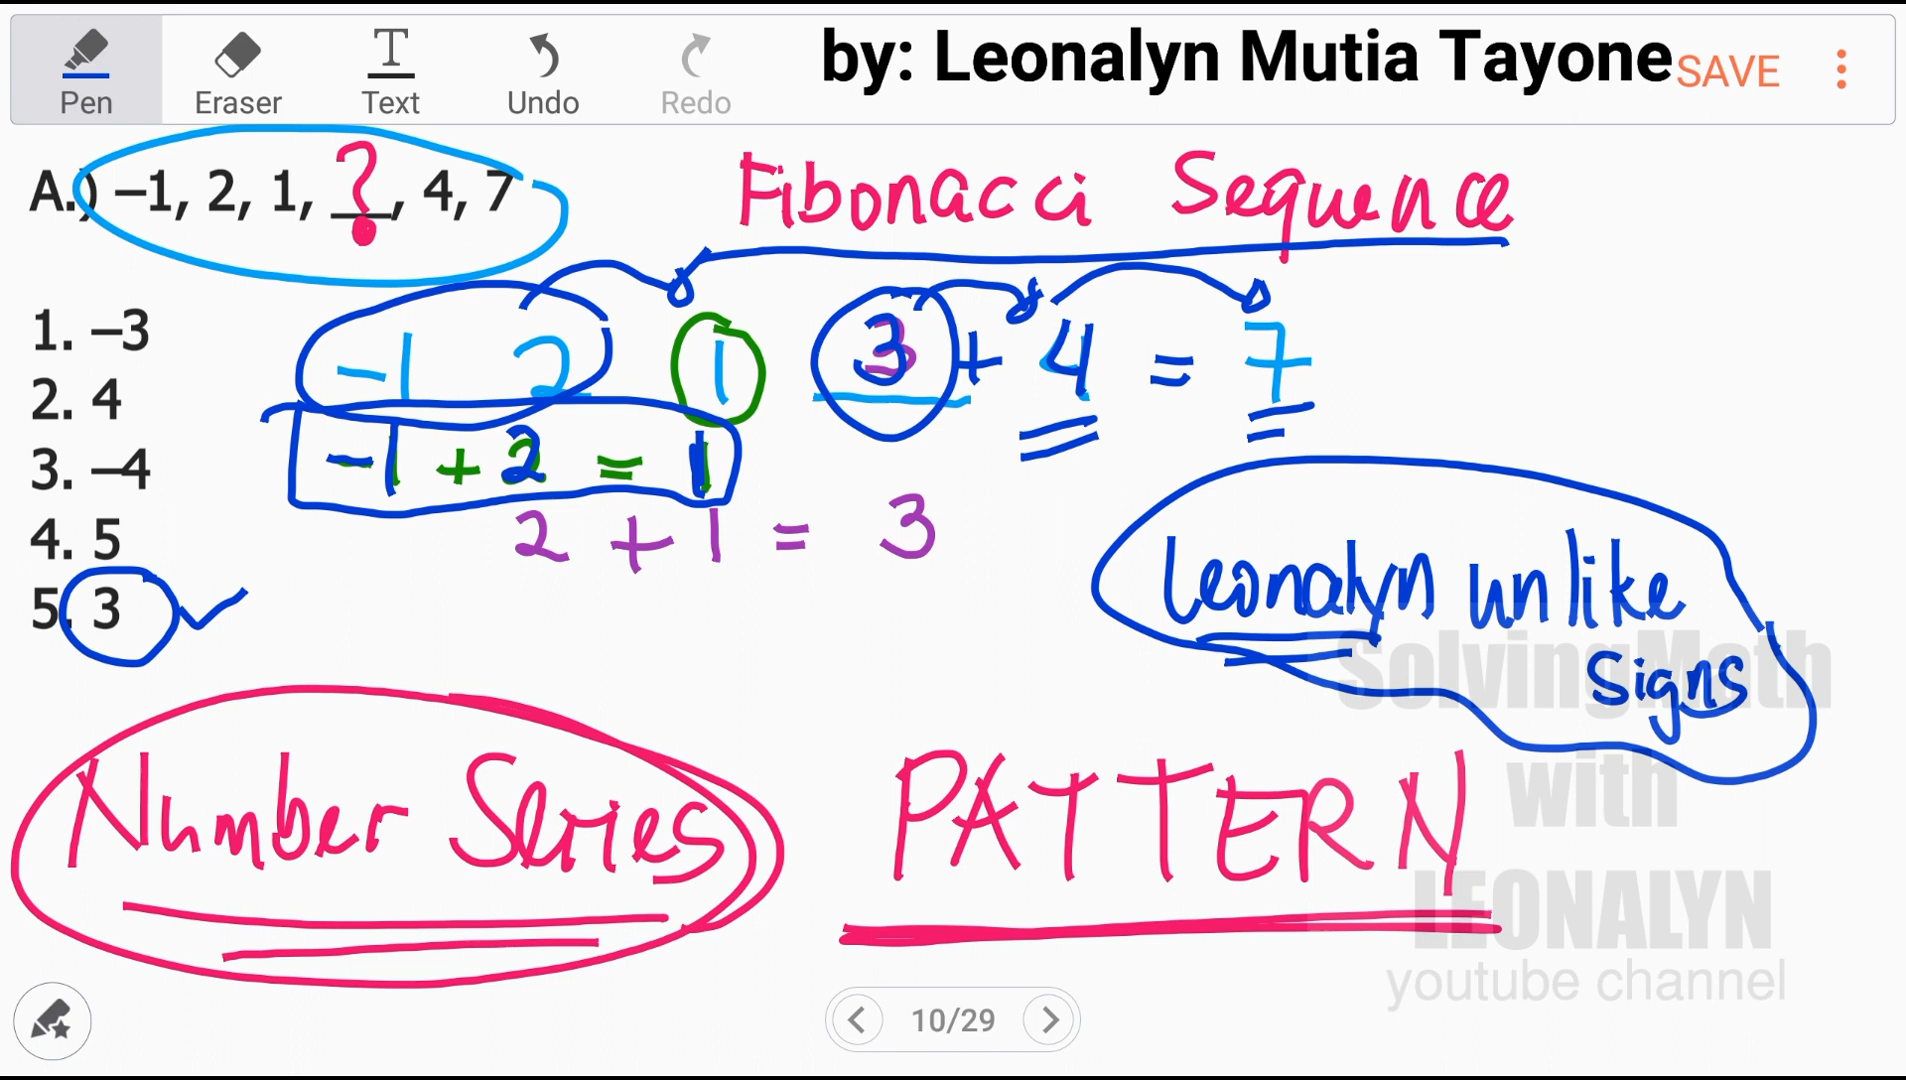 by: Leonalyn Mutia Tayone
SAVE
Pen Eraser Text Undo Redo
A.) –1, 2, 1, __?__, 4, 7
Fibonacci Sequence
1. –3
2. 4
3. –4
4. 5
5. 3
-1 2 1 3 + 4 = 7
-1 + 2 = 1
2 + 1 = 3
Leonalyn unlike
signs
Number Series
PATTERN
SolvingMath
with
LEONALYN
youtube channel
10/29